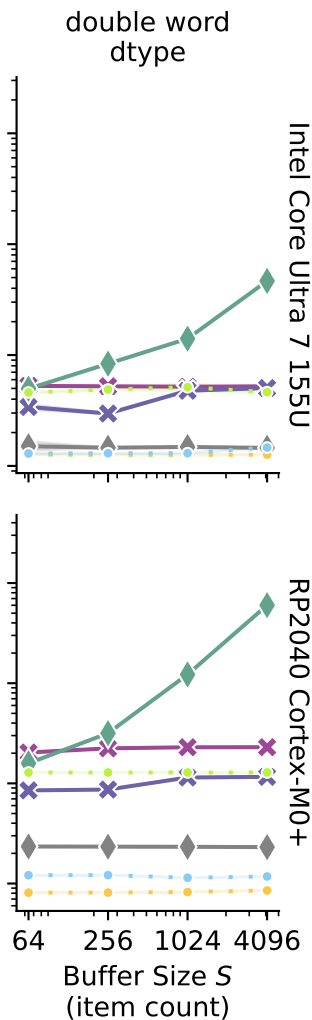 double word
dtype
Intel Core Ultra 7 155U
RP2040 Cortex-M0+
64 256 1024 4096
Buffer Size S
(item count)